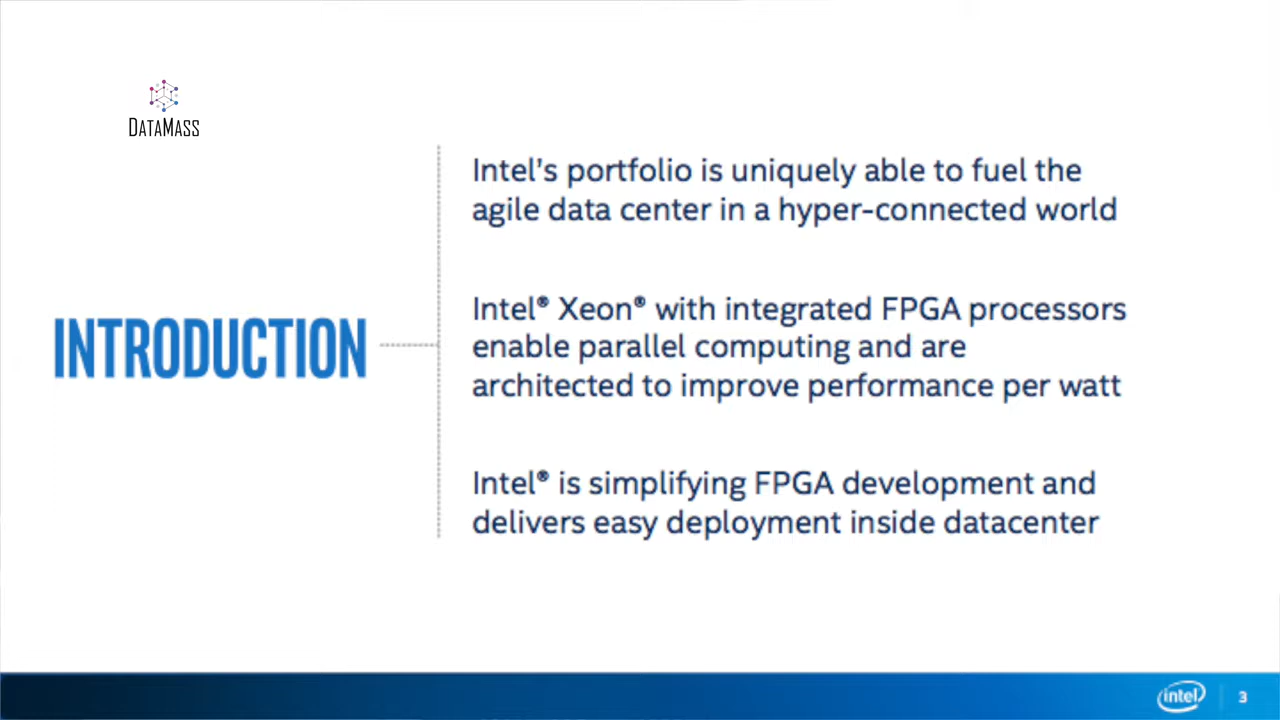 DATAMASS
Intel's portfolio is uniquely able to fuel the
agile data center in a hyper-connected world
INTRODUCTION
Intel® Xeon® with integrated FPGA processors
enable parallel computing and are
architected to improve performance per watt
Intel® is simplifying FPGA development and
delivers easy deployment inside datacenter
intel
3